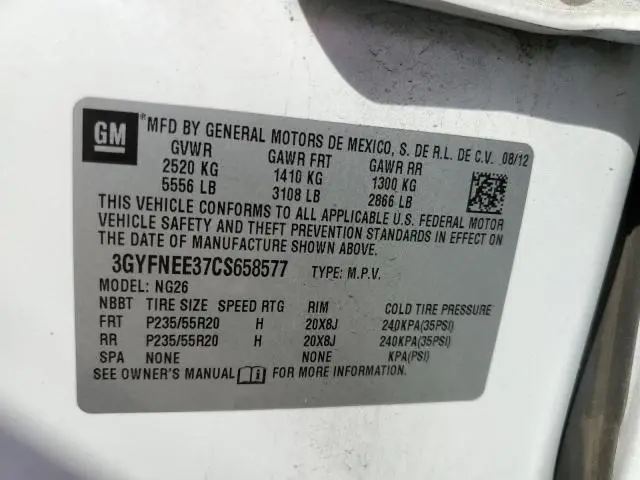 GM *MFD BY GENERAL MOTORS DE MEXICO, S. DE R.L. DE C.V. 08/12
GVWR GAWR FRT GAWR RR
2520 KG 1410 KG 1300 KG
5556 LB 3108 LB 2866 LB
THIS VEHICLE CONFORMS TO ALL APPLICABLE U.S. FEDERAL MOTOR
VEHICLE SAFETY AND THEFT PREVENTION STANDARDS IN EFFECT ON
THE DATE OF MANUFACTURE SHOWN ABOVE.
3GYFNEE37CS658577 TYPE: M.P.V.
MODEL: NG26
NBBT TIRE SIZE SPEED RTG RIM COLD TIRE PRESSURE
FRT P235/55R20 H 20X8J 240KPA(35PSI)
RR P235/55R20 H 20X8J 240KPA(35PSI)
SPA NONE NONE KPA(PSI)
SEE OWNER'S MANUAL FOR MORE INFORMATION.